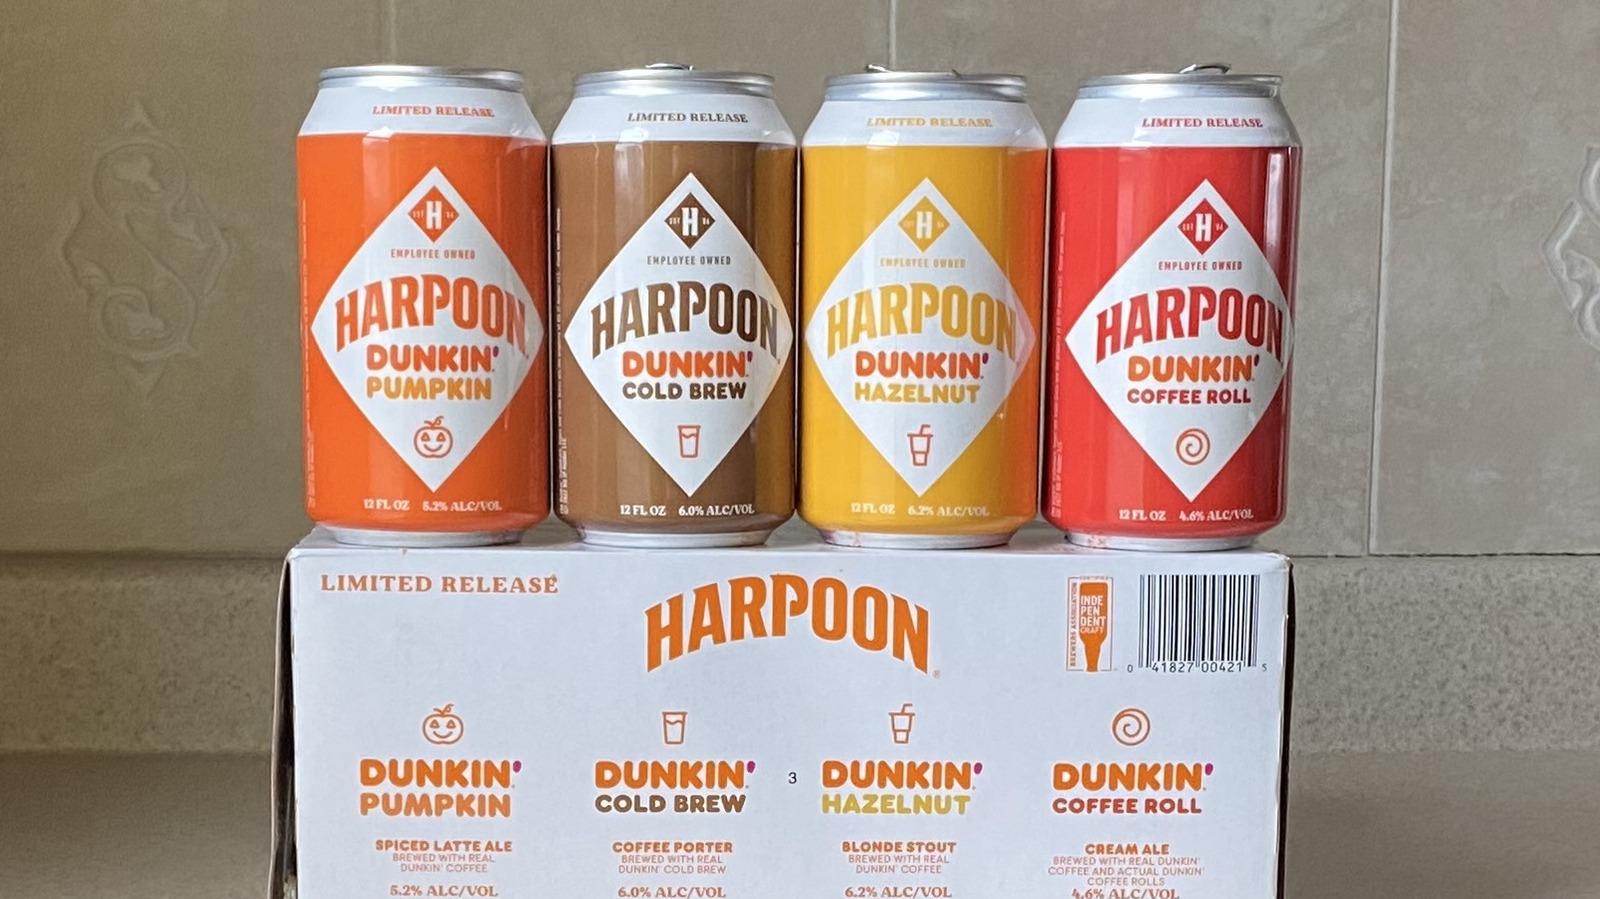 LIMITED RELEASE
H
EMPLOYEE OWNED
HARPOON
DUNKIN'
PUMPKIN
12 FL OZ 5.2% ALC/VOL
LIMITED RELEASE
EST H '86
EMPLOYEE OWNED
HARPOON
DUNKIN'
COLD BREW
12 FL OZ 6.0% ALC/VOL
LIMITED RELEASE
H
EMPLOYEE OWNED
HARPOON
DUNKIN'
HAZELNUT
12 FL OZ 6.2% ALC/VOL
LIMITED RELEASE
EST H '86
EMPLOYEE OWNED
HARPOON
DUNKIN'
COFFEE ROLL
12 FL OZ 4.6% ALC/VOL
LIMITED RELEASE
HARPOON®
BREWERS ASSOCIATION
CERTIFIED
INDE
PEN
DENT
CRAFT
0 41827 00421 5
DUNKIN'
PUMPKIN
SPICED LATTE ALE
BREWED WITH REAL
DUNKIN' COFFEE
5.2% ALC/VOL
DUNKIN'
COLD BREW
COFFEE PORTER
BREWED WITH REAL
DUNKIN' COLD BREW
6.0% ALC/VOL
3
DUNKIN'
HAZELNUT
BLONDE STOUT
BREWED WITH REAL
DUNKIN' COFFEE
6.2% ALC/VOL
DUNKIN'
COFFEE ROLL
CREAM ALE
BREWED WITH REAL DUNKIN'
COFFEE AND ACTUAL DUNKIN'
COFFEE ROLLS
4.6% ALC/VOL